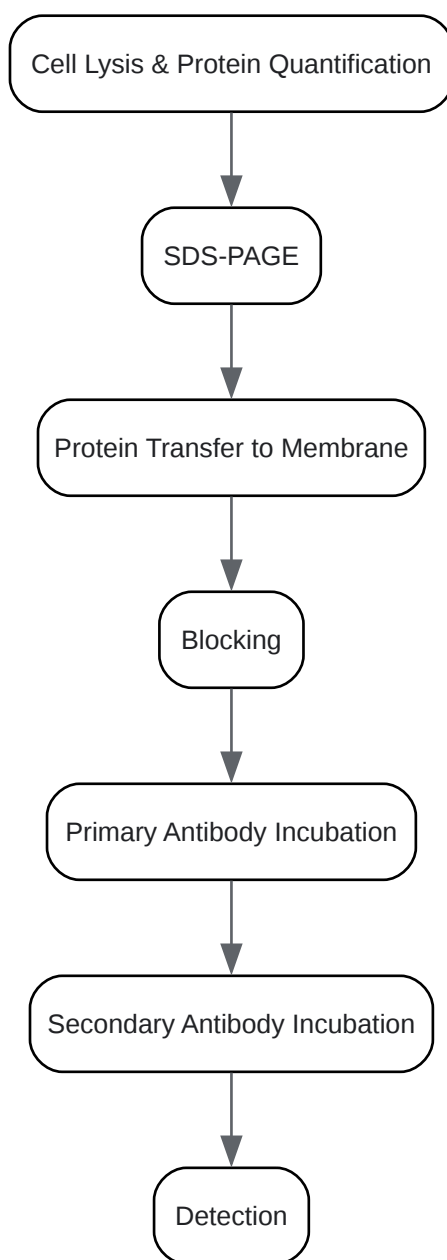 Cell Lysis & Protein Quantification
SDS-PAGE
Protein Transfer to Membrane
Blocking
Primary Antibody Incubation
Secondary Antibody Incubation
Detection